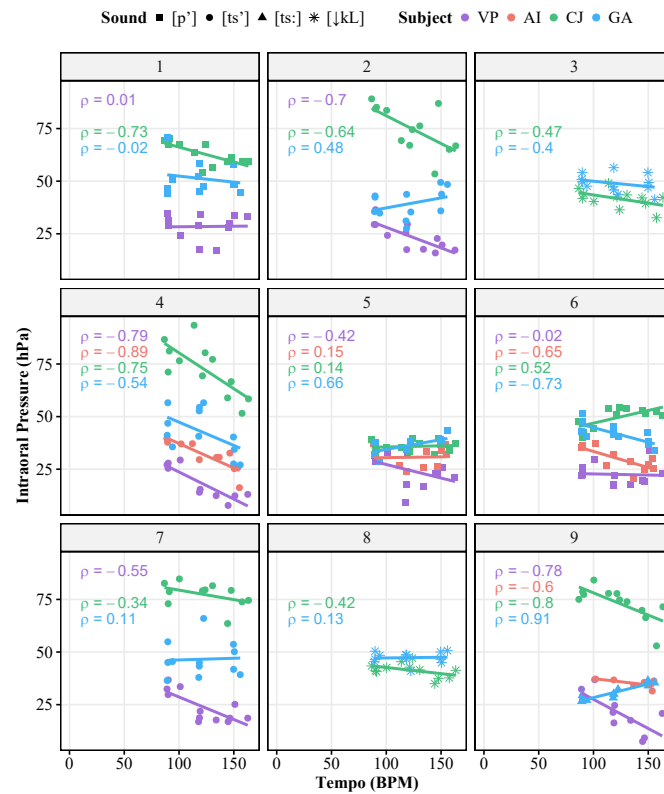 Sound ■ [p'] ● [ts'] ▲ [ts:] ✳ [↓kL] Subject ● VP ● AI ● CJ ● GA
1
2
3
ρ = 0.01
ρ = −0.73
ρ = −0.02
ρ = −0.7
ρ = −0.64
ρ = 0.48
ρ = −0.47
ρ = −0.4
75
50
25
4
5
6
ρ = −0.79
ρ = −0.89
ρ = −0.75
ρ = −0.54
ρ = −0.42
ρ = 0.15
ρ = 0.14
ρ = 0.66
ρ = −0.02
ρ = −0.65
ρ = 0.52
ρ = −0.73
75
50
25
Intraoral Pressure (hPa)
7
8
9
ρ = −0.55
ρ = −0.34
ρ = 0.11
ρ = −0.42
ρ = 0.13
ρ = −0.78
ρ = −0.6
ρ = −0.8
ρ = 0.91
75
50
25
0 50 100 150 0 50 100 150 0 50 100 150
Tempo (BPM)